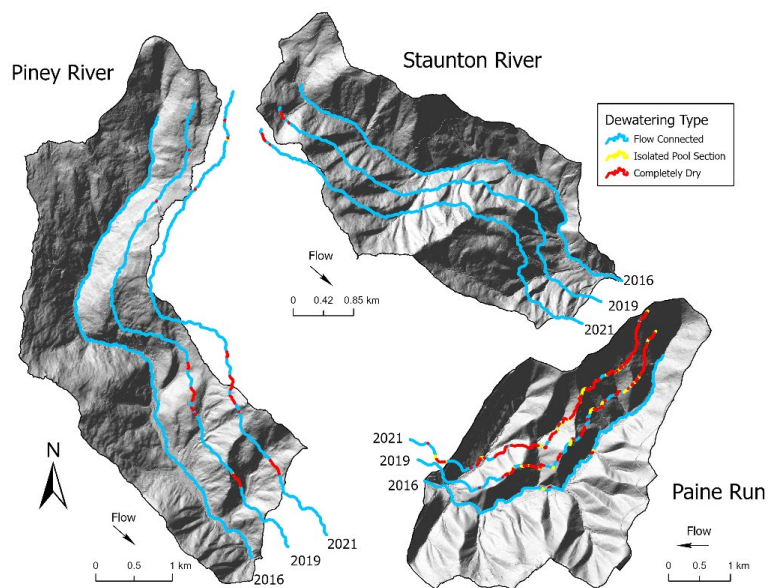 Piney River
Staunton River
Dewatering Type
Flow Connected
Isolated Pool Section
Completely Dry
Flow
0 0.42 0.85 km
2016
2019
2021
2021
2019
2016
Paine Run
N
Flow
0 0.5 1 km
2016
2019
2021
Flow
0 0.5 1 km